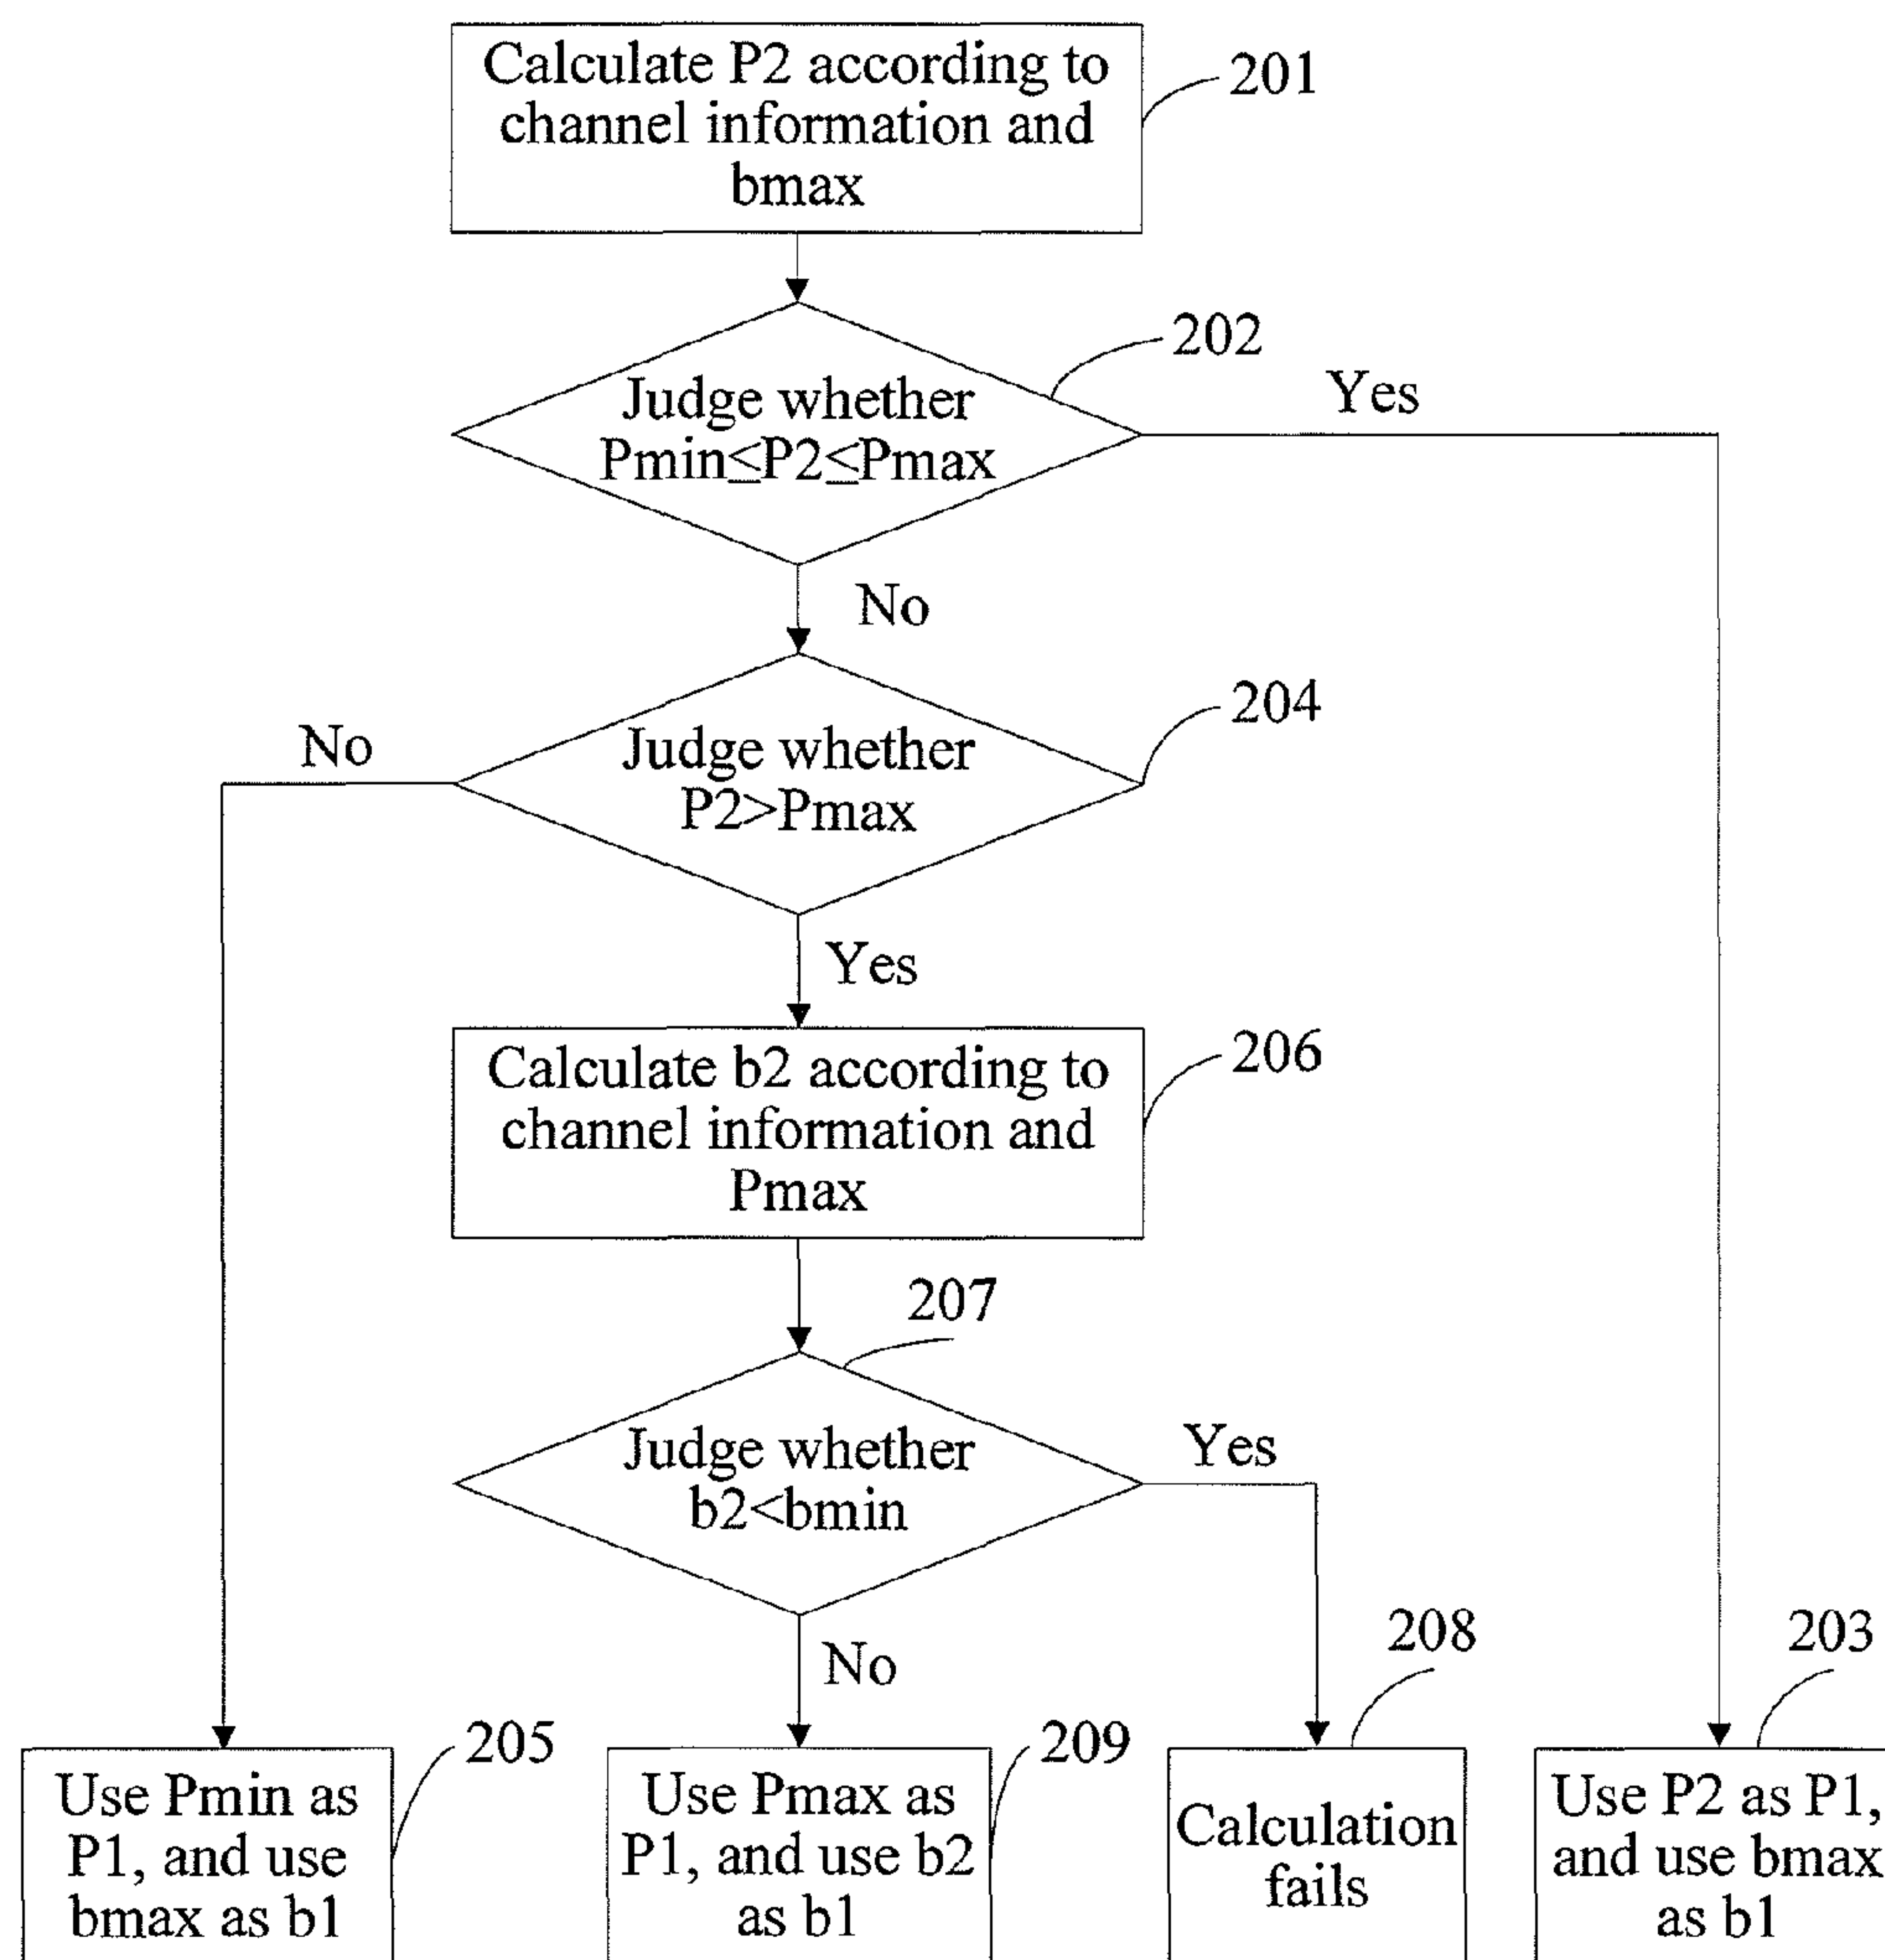 Calculate P2 according to
channel information and
bmax
201
202
Judge whether
Pmin≤P2≤Pmax
Yes
No
204
Judge whether
P2>Pmax
No
Yes
Calculate b2 according to
channel information and
Pmax
206
207
Judge whether
b2<bmin
Yes
No
205
Use Pmin as
P1, and use
bmax as b1
209
Use Pmax as
P1, and use b2
as b1
208
Calculation
fails
203
Use P2 as P1,
and use bmax
as b1